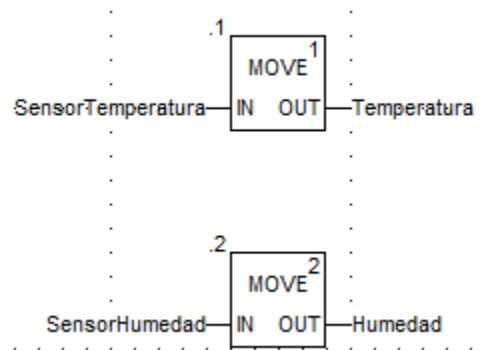 .1
1
MOVE
SensorTemperatura IN OUT Temperatura
.2
2
MOVE
SensorHumedad IN OUT Humedad